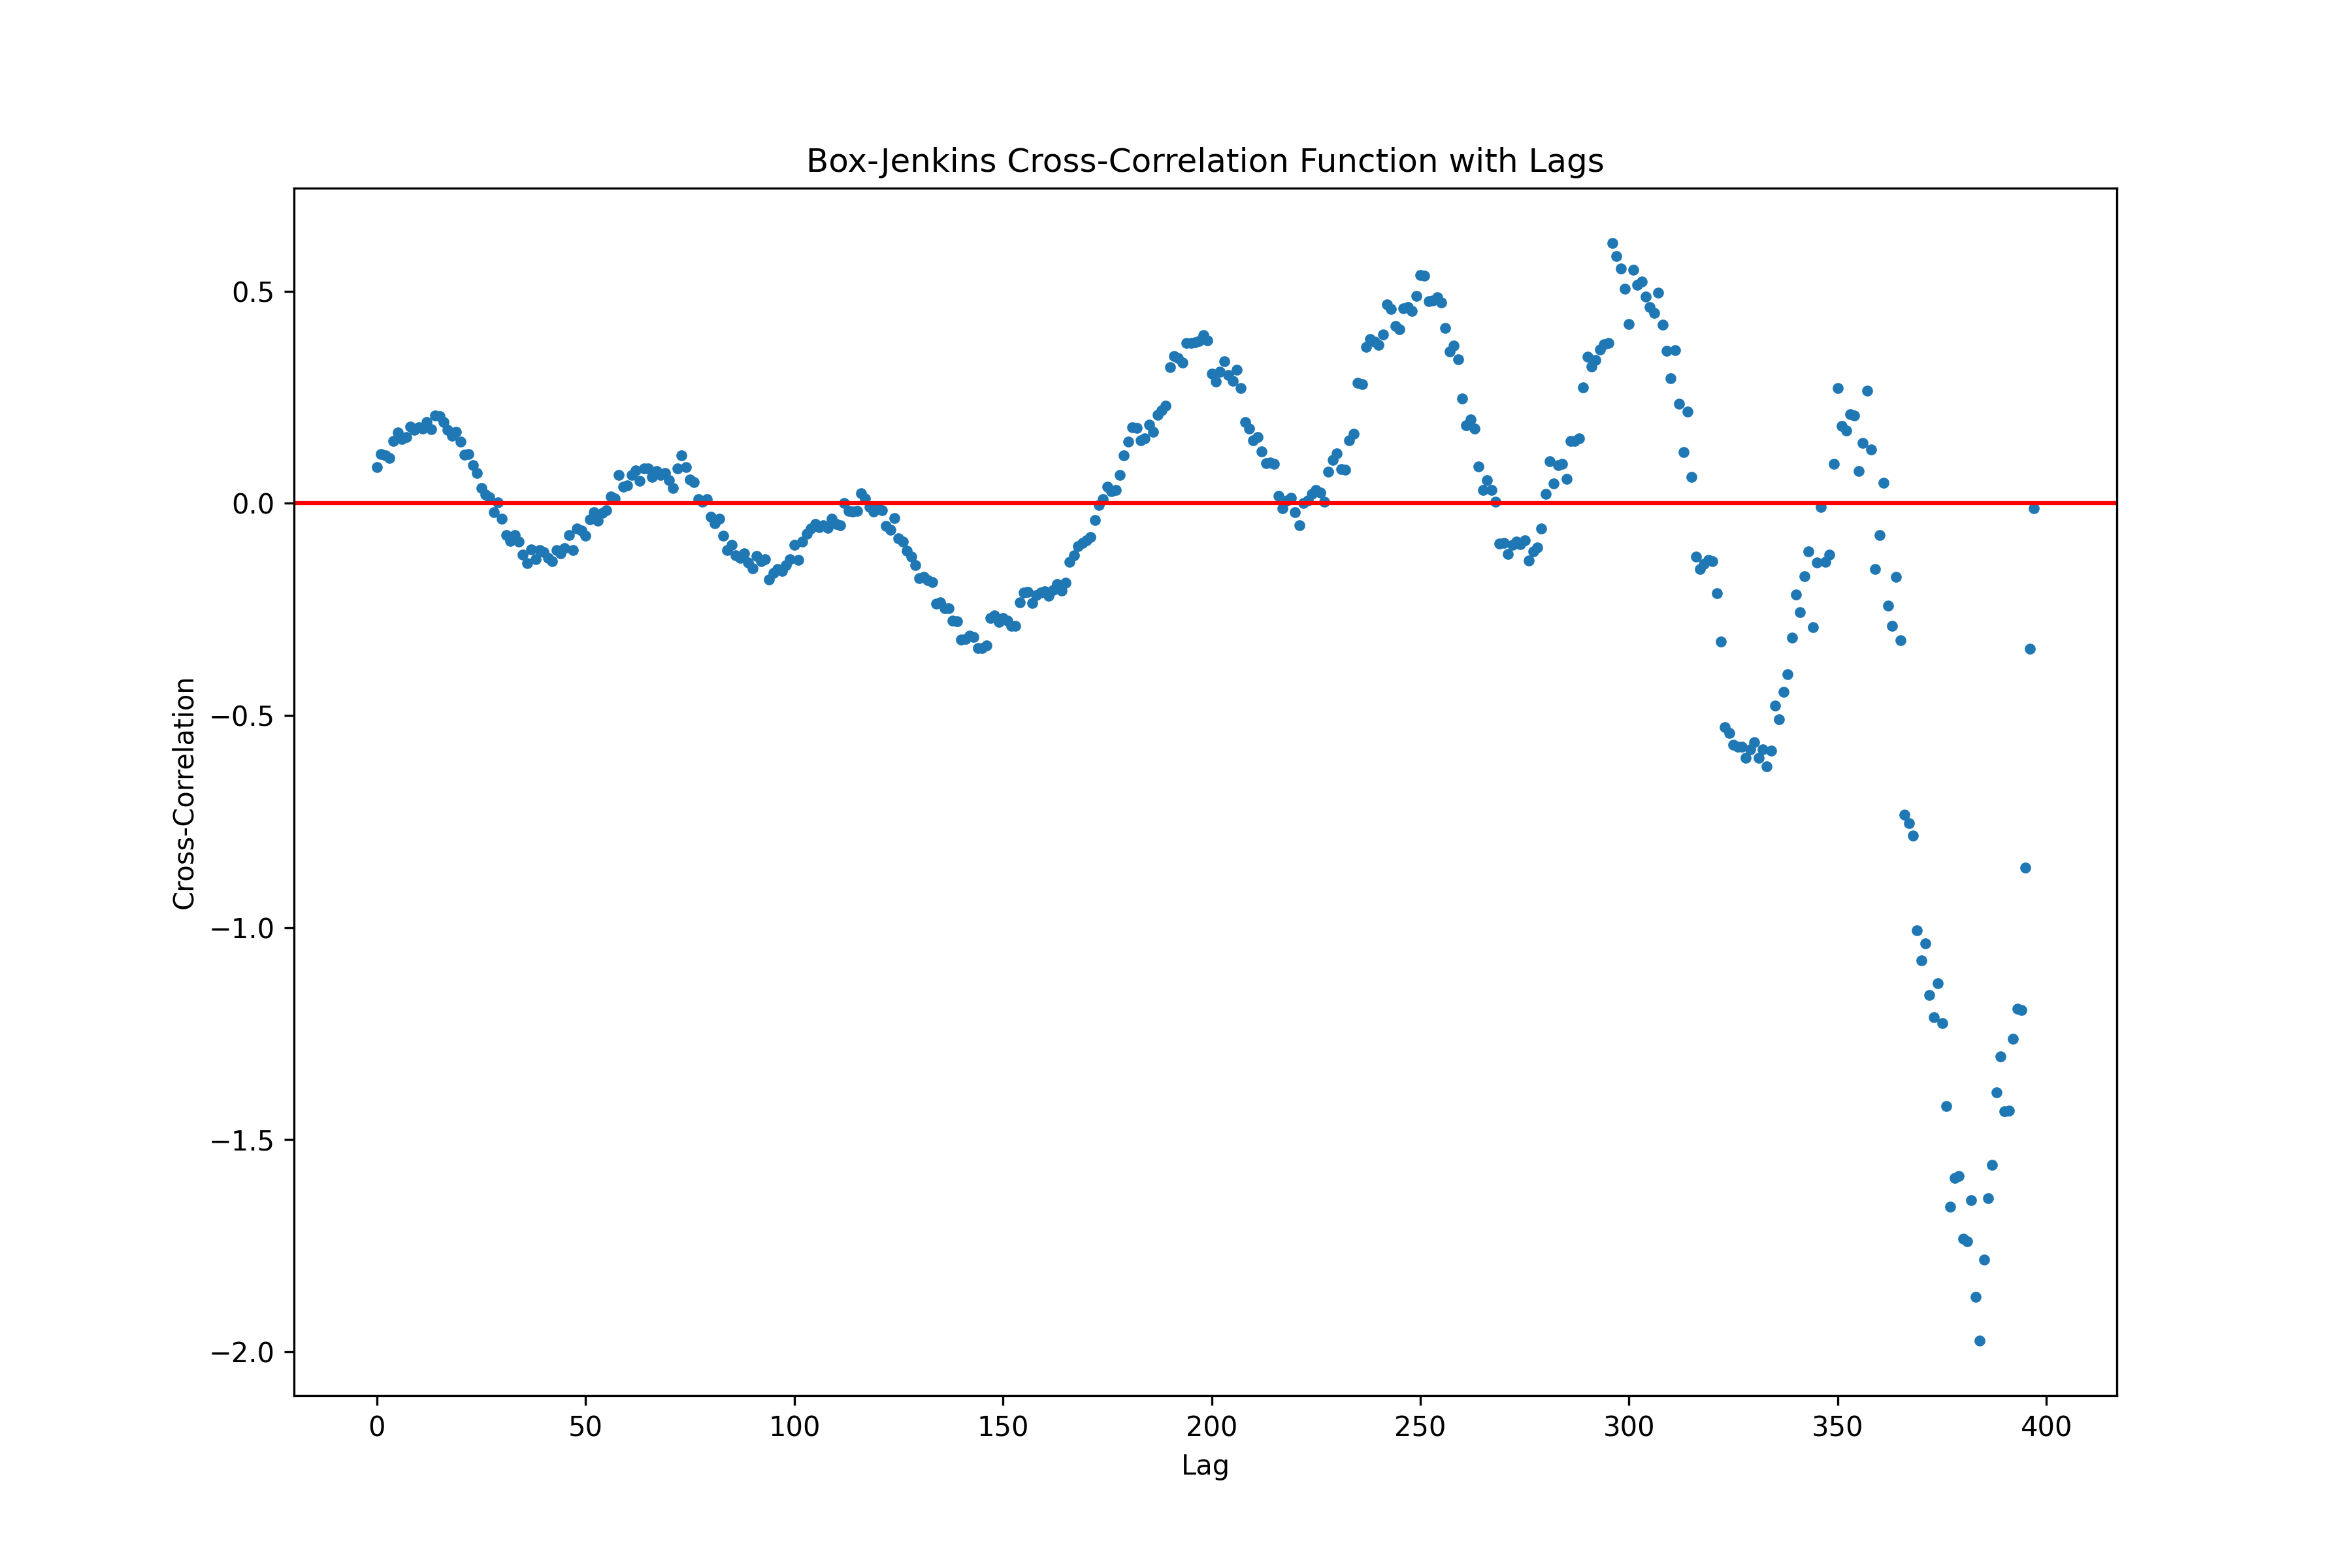 Box-Jenkins Cross-Correlation Function with Lags
Cross-Correlation
0.5
0.0
−0.5
−1.0
−1.5
−2.0
0 50 100 150 200 250 300 350 400
Lag